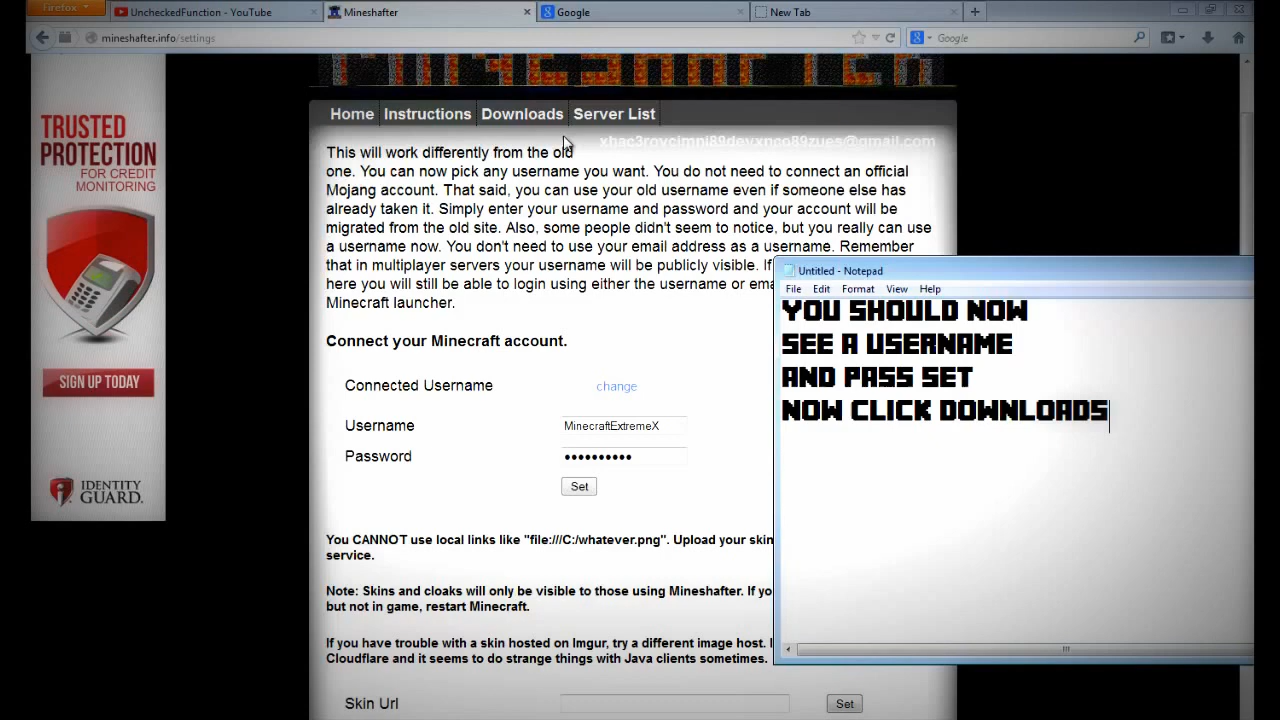 Firefox
UncheckedFunction - YouTube
Mineshafter
Google
New Tab
mineshafter.info/settings
Google
MINESHAFTER
Home
Instructions
Downloads
Server List
This will work differently from the old
one. You can now pick any username you want. You do not need to connect an official
Mojang account. That said, you can use your old username even if someone else has
already taken it. Simply enter your username and password and your account will be
migrated from the old site. Also, some people didn't seem to notice, but you really can use
a username now. You don't need to use your email address as a username. Remember
that in multiplayer servers your username will be publicly visible. If
here you will still be able to login using either the username or ema
Minecraft launcher.
Connect your Minecraft account.
Connected Username
change
Username
MinecraftExtremeX
Password
Set
You CANNOT use local links like "file:///C:/whatever.png". Upload your skin
service.
Note: Skins and cloaks will only be visible to those using Mineshafter. If yo
but not in game, restart Minecraft.
If you have trouble with a skin hosted on Imgur, try a different image host.
Cloudflare and it seems to do strange things with Java clients sometimes.
Skin Url
Set
TRUSTED
PROTECTION
FOR CREDIT
MONITORING
SIGN UP TODAY
IDENTITY
GUARD.
Untitled - Notepad
File
Edit
Format
View
Help
YOU SHOULD NOW
SEE A USERNAME
AND PASS SET
NOW CLICK DOWNLOADS